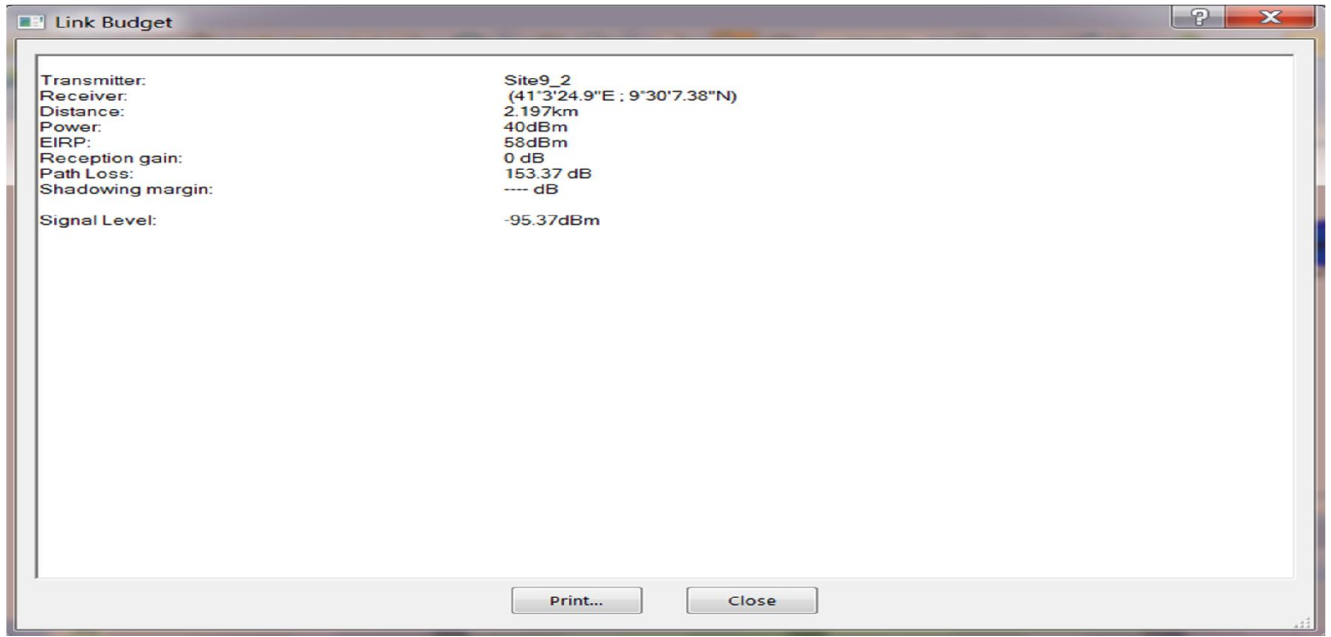 Link Budget
Transmitter: Site9_2
Receiver: (41°3'24.9"E ; 9°30'7.38"N)
Distance: 2.197km
Power: 40dBm
EIRP: 58dBm
Reception gain: 0 dB
Path Loss: 153.37 dB
Shadowing margin: ---- dB
Signal Level: -95.37dBm
Print... Close